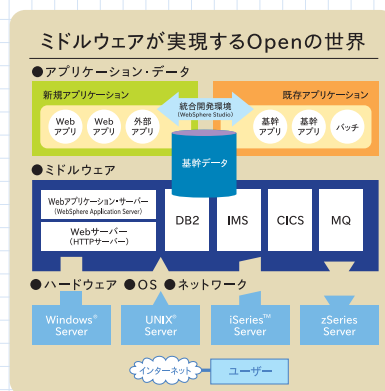 ミドルウェアが実現するOpenの世界
●アプリケーション・データ
新規アプリケーション
既存アプリケーション
統合開発環境
(WebSphere Studio)
Web
アプリ
Web
アプリ
外部
アプリ
基幹
アプリ
基幹
アプリ
バッチ
基幹データ
●ミドルウェア
Webアプリケーション・サーバー
(WebSphere Application Server)
Webサーバー
(HTTPサーバー)
DB2
IMS
CICS
MQ
●ハードウェア ●OS ●ネットワーク
Windows®
Server
UNIX®
Server
iSeries™
Server
zSeries
Server
インターネット
ユーザー